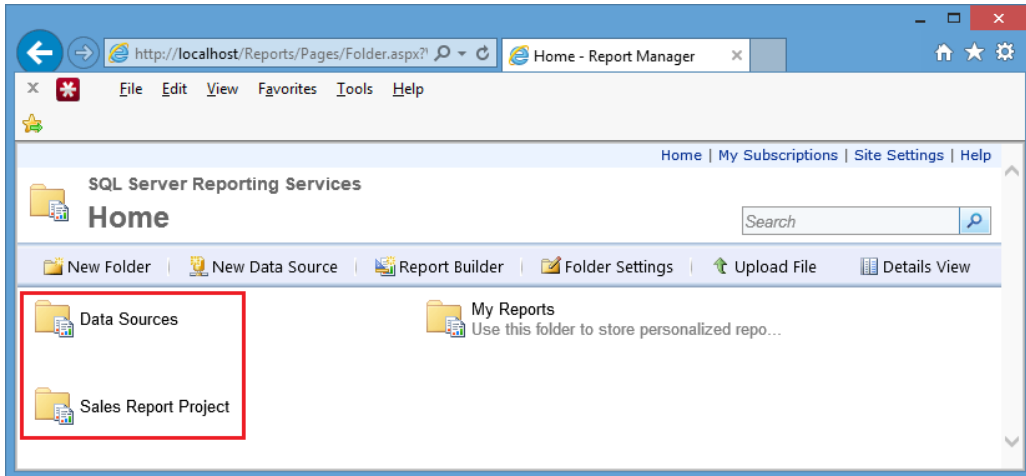 http://localhost/Reports/Pages/Folder.aspx?
Home - Report Manager
File Edit View Favorites Tools Help
Home | My Subscriptions | Site Settings | Help
SQL Server Reporting Services
Home
Search
New Folder | New Data Source | Report Builder | Folder Settings | Upload File Details View
Data Sources
My Reports
Use this folder to store personalized repo...
Sales Report Project